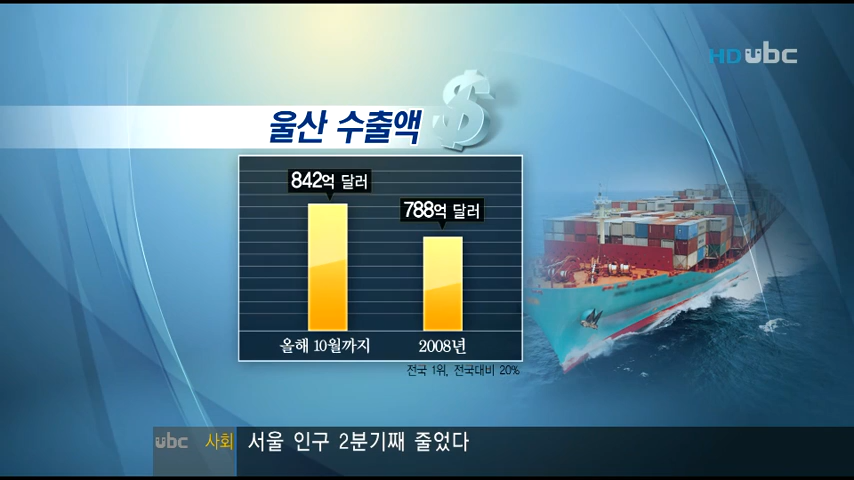 HD ubc
울산 수출액 $
842억 달러
788억 달러
올해 10월까지
2008년
전국 1위, 전국대비 20%
ubc 사회 서울 인구 2분기째 줄었다